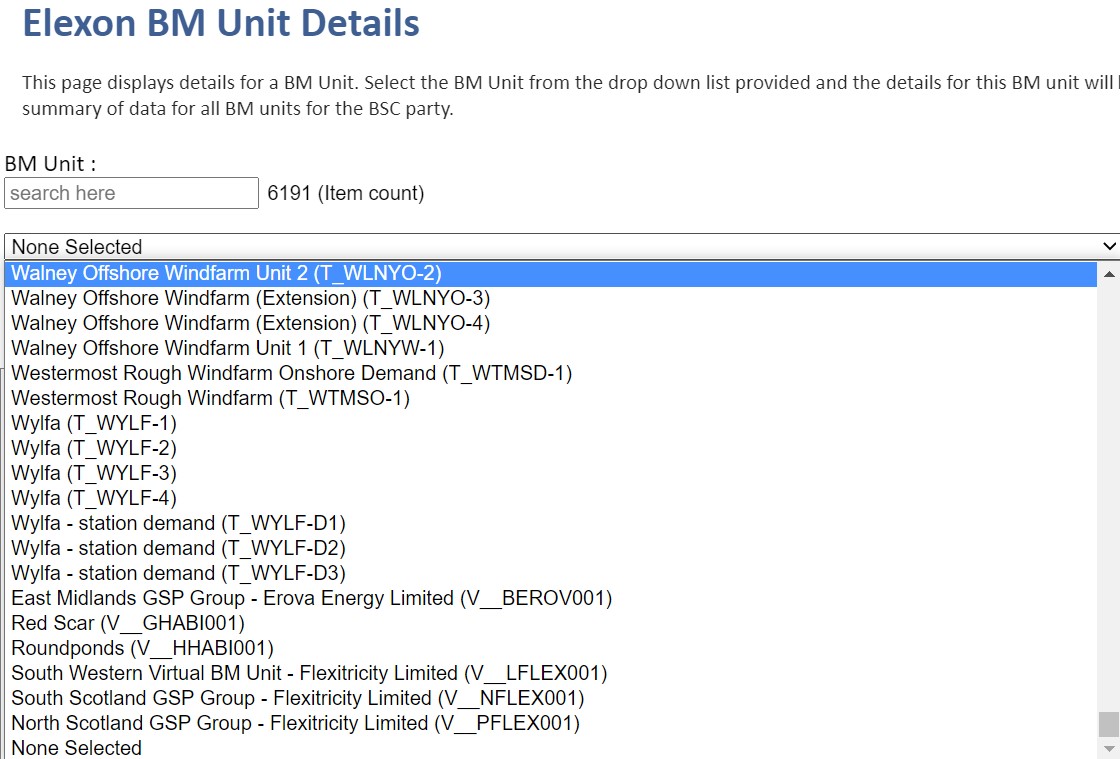 Elexon BM Unit Details
This page displays details for a BM Unit. Select the BM Unit from the drop down list provided and the details for this BM unit will
summary of data for all BM units for the BSC party.
BM Unit :
search here 6191 (Item count)
None Selected
Walney Offshore Windfarm Unit 2 (T_WLNYO-2)
Walney Offshore Windfarm (Extension) (T_WLNYO-3)
Walney Offshore Windfarm (Extension) (T_WLNYO-4)
Walney Offshore Windfarm Unit 1 (T_WLNYW-1)
Westermost Rough Windfarm Onshore Demand (T_WTMSD-1)
Westermost Rough Windfarm (T_WTMSO-1)
Wylfa (T_WYLF-1)
Wylfa (T_WYLF-2)
Wylfa (T_WYLF-3)
Wylfa (T_WYLF-4)
Wylfa - station demand (T_WYLF-D1)
Wylfa - station demand (T_WYLF-D2)
Wylfa - station demand (T_WYLF-D3)
East Midlands GSP Group - Erova Energy Limited (V__BEROV001)
Red Scar (V__GHABI001)
Roundponds (V__HHABI001)
South Western Virtual BM Unit - Flexitricity Limited (V__LFLEX001)
South Scotland GSP Group - Flexitricity Limited (V__NFLEX001)
North Scotland GSP Group - Flexitricity Limited (V__PFLEX001)
None Selected